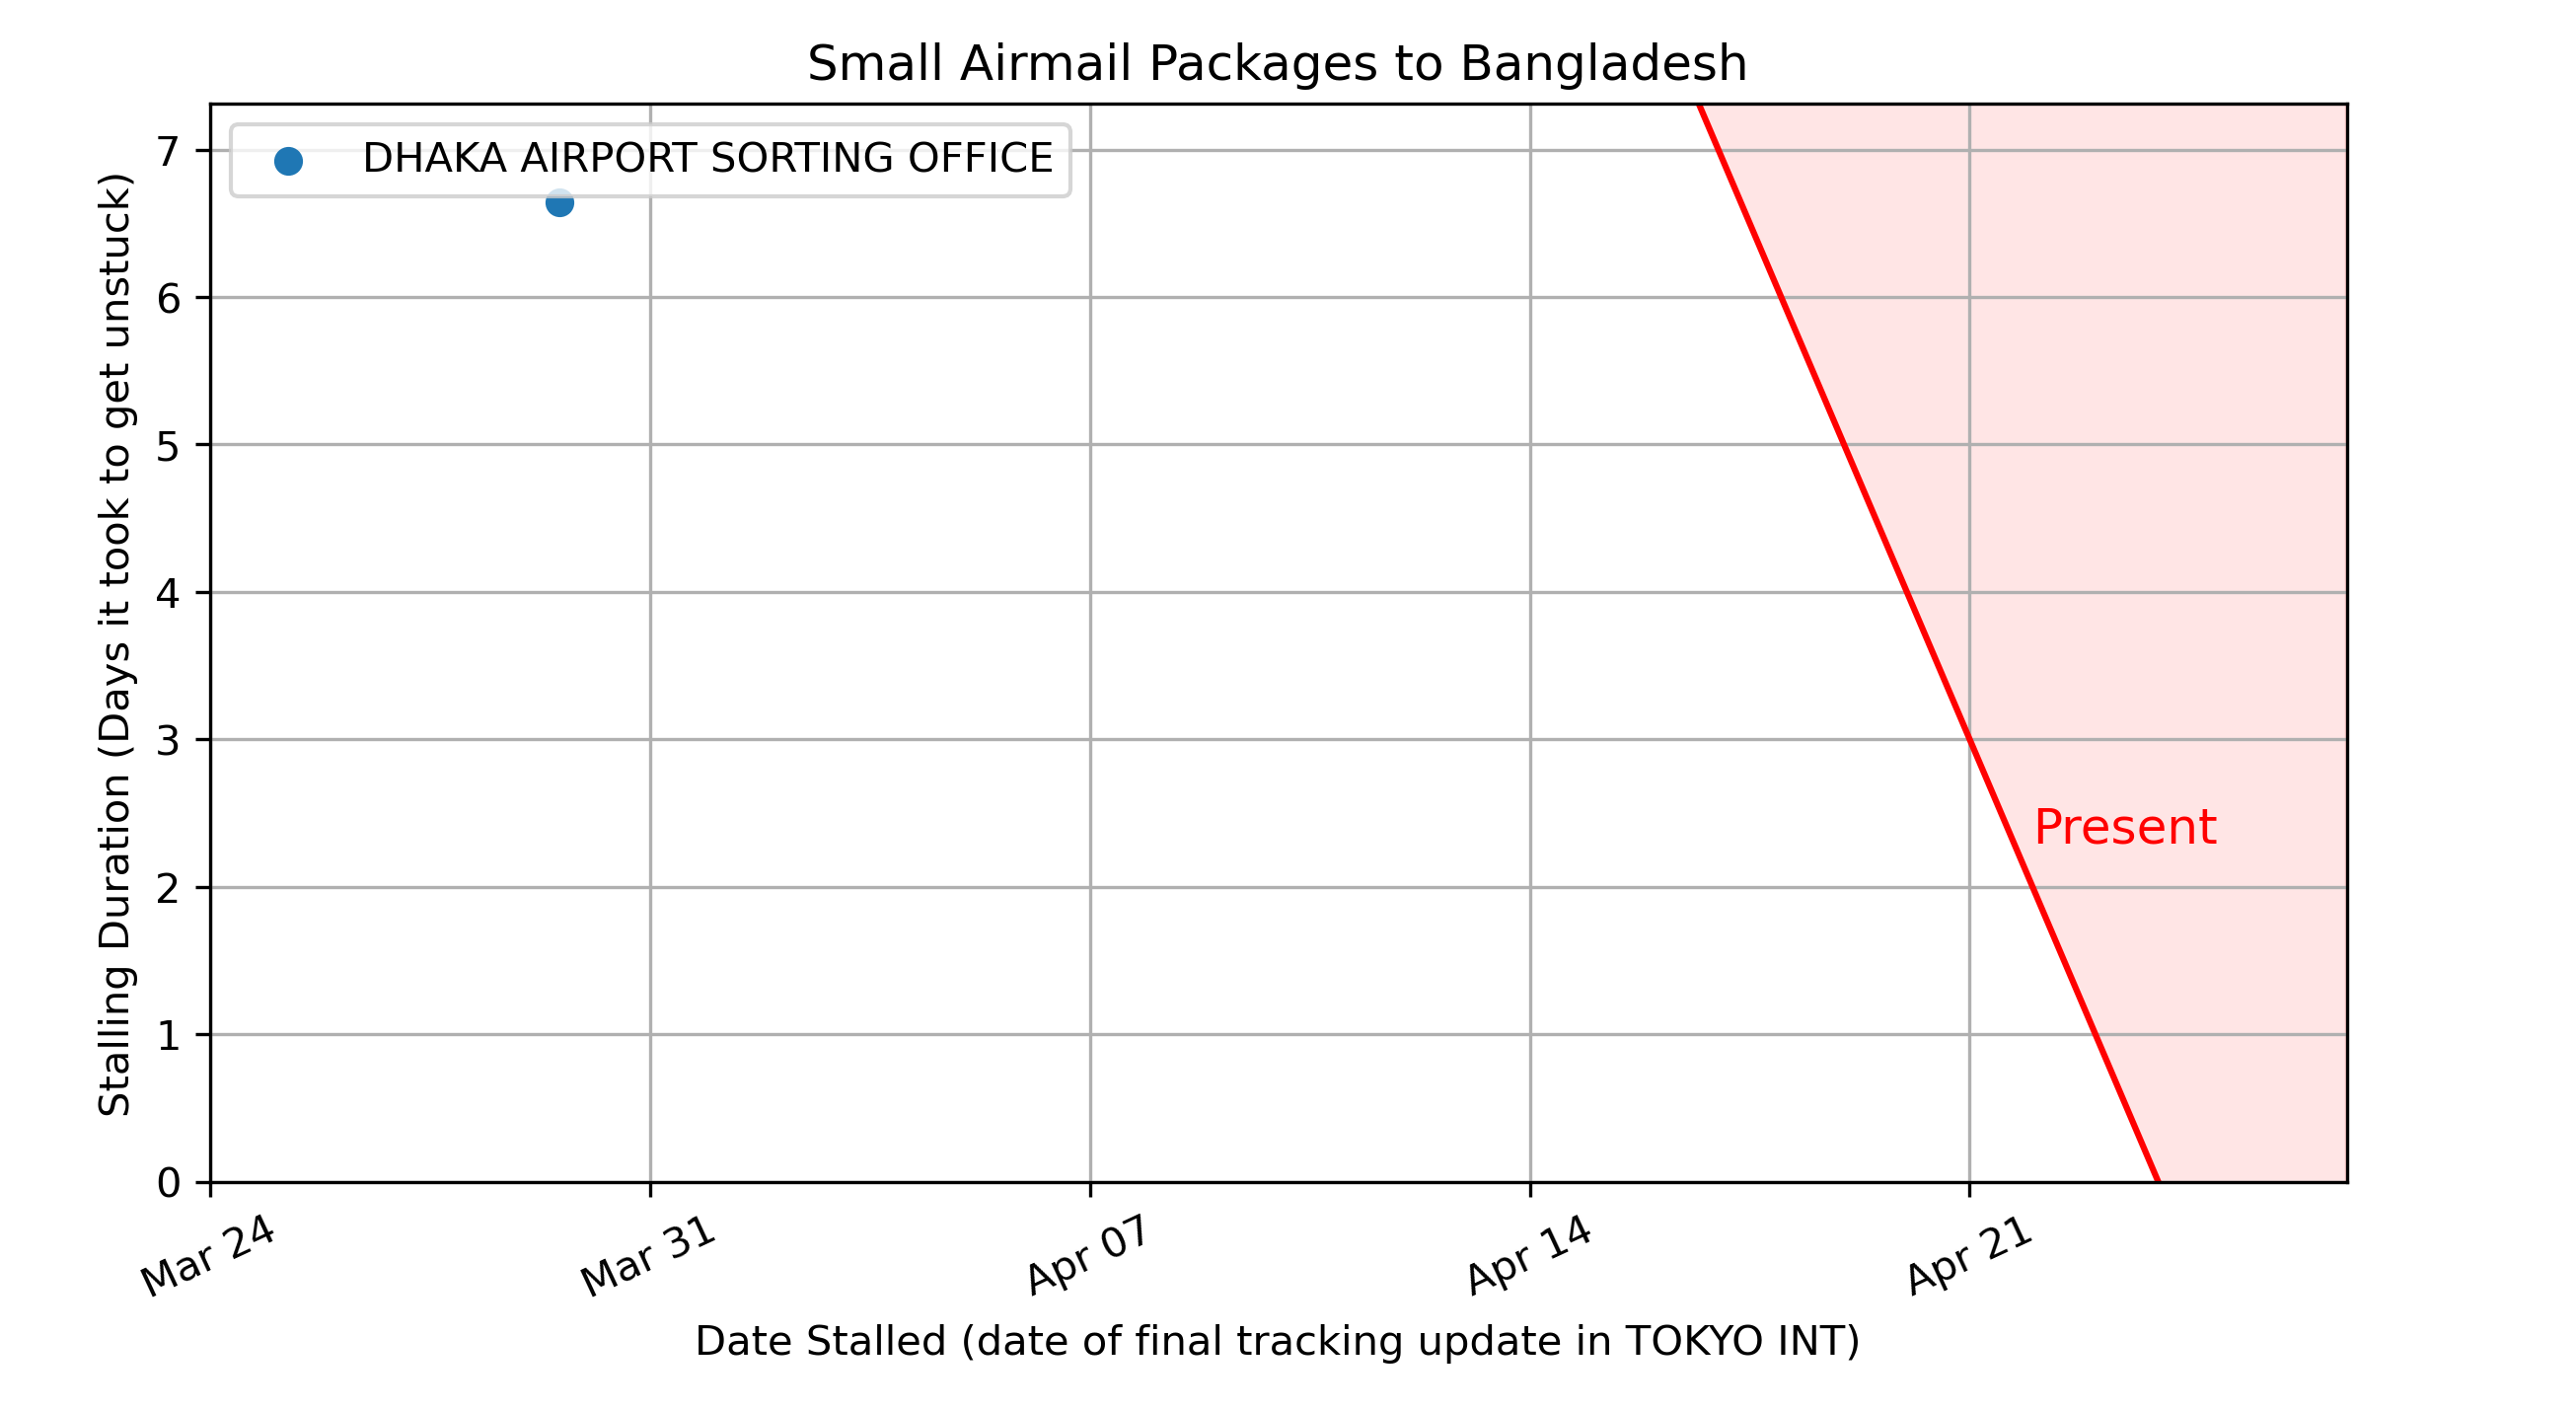 Small Airmail Packages to Bangladesh
DHAKA AIRPORT SORTING OFFICE
Stalling Duration (Days it took to get unstuck)
7
6
5
4
3
2
1
0
Present
Mar 24
Mar 31
Apr 07
Apr 14
Apr 21
Date Stalled (date of final tracking update in TOKYO INT)